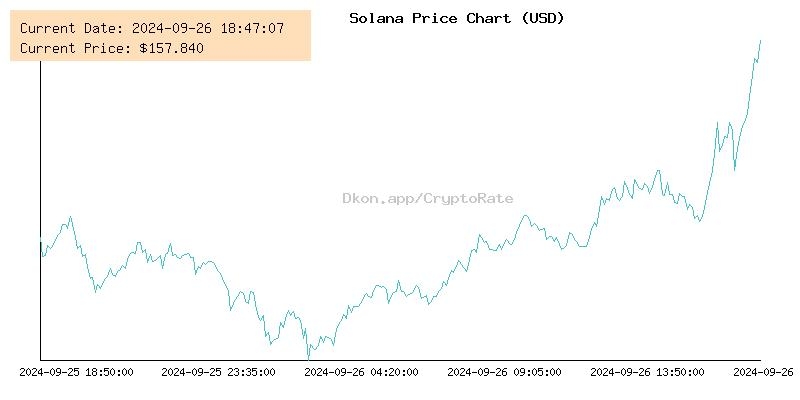 Solana Price Chart (USD)
Current Date: 2024-09-26 18:47:07
Current Price: $157.840
Dkon.app/CryptoRate
2024-09-25 18:50:00 2024-09-25 23:35:00 2024-09-26 04:20:00 2024-09-26 09:05:00 2024-09-26 13:50:00 2024-09-26